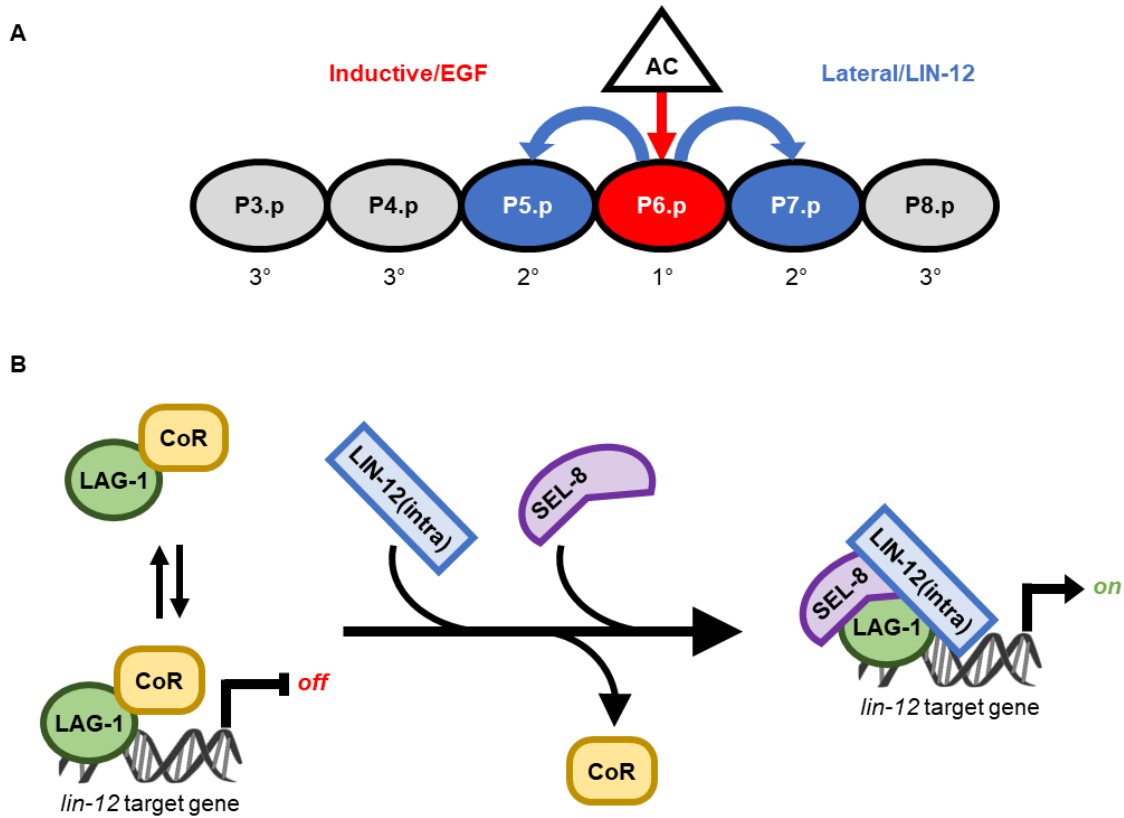 A
AC
Inductive/EGF
Lateral/LIN-12
P3.p
P4.p
P5.p
P6.p
P7.p
P8.p
3°
3°
2°
1°
2°
3°
B
CoR
LAG-1
LIN-12(intra)
SEL-8
CoR
LAG-1
off
lin-12 target gene
CoR
SEL-8
LIN-12(intra)
LAG-1
on
lin-12 target gene